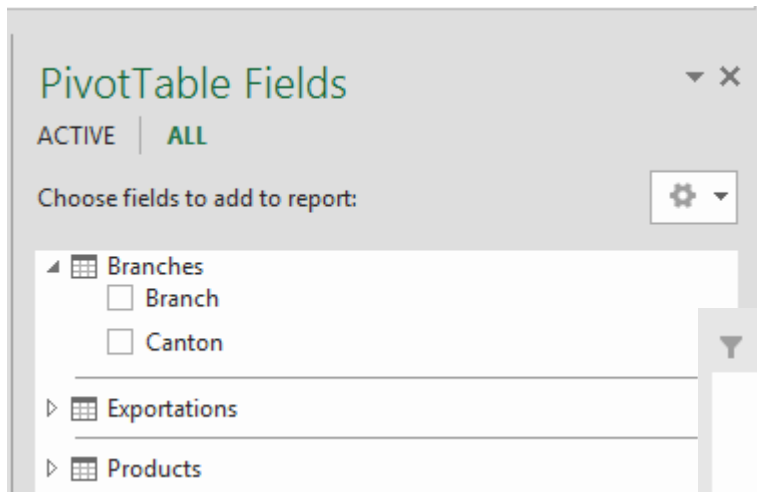 PivotTable Fields
ACTIVE ALL
Choose fields to add to report:
Branches
Branch
Canton
Exportations
Products